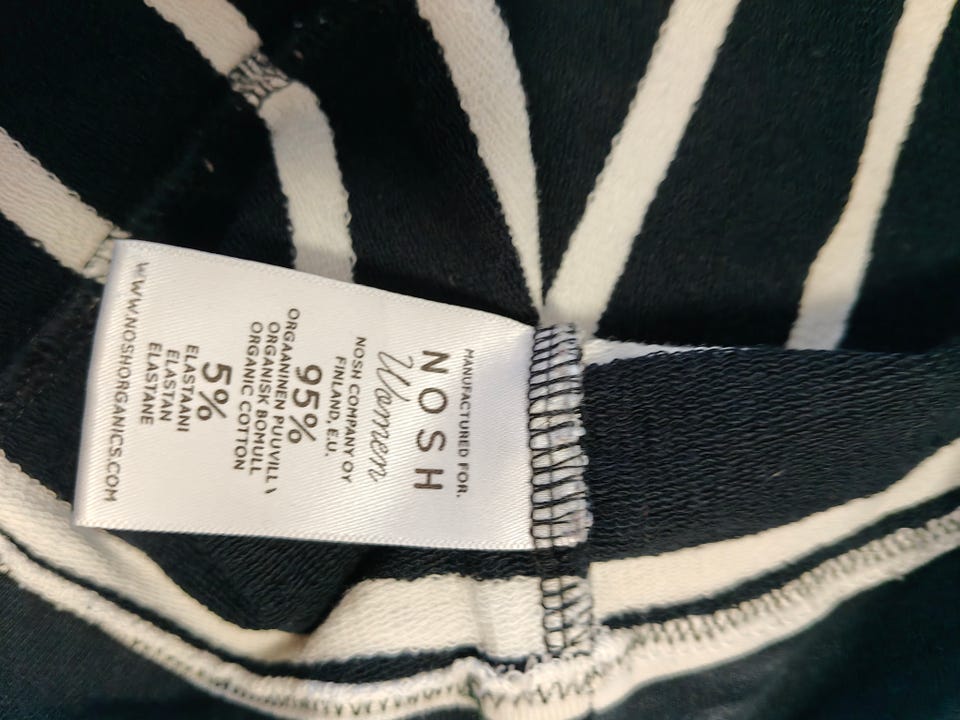 MANUFACTURED FOR:
NOSH
Women
NOSH COMPANY OY
FINLAND, E.U.
95%
ORGAANINEN PUUVILLA
ORGANISK BOMULL
ORGANIC COTTON
5%
ELASTAANI
ELASTAN
ELASTANE
WWW.NOSHORGANICS.COM